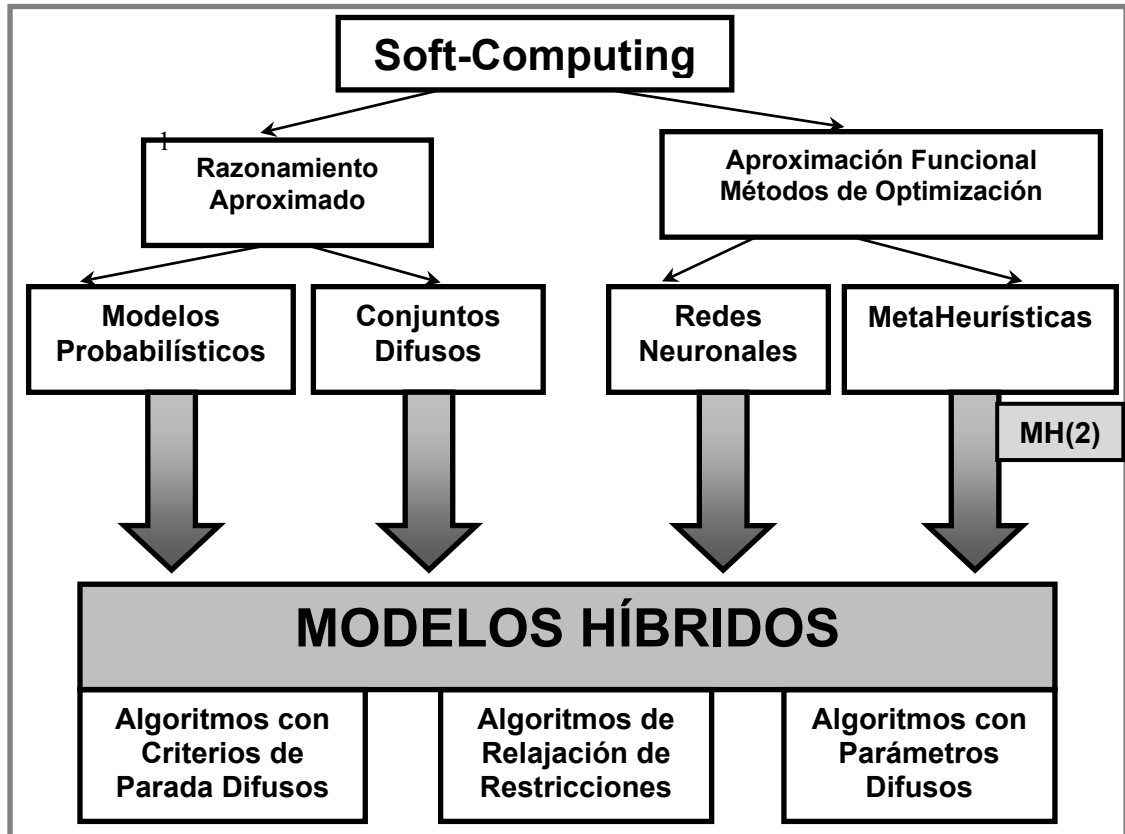 Soft-Computing
1
Razonamiento
Aproximado
Aproximación Funcional
Métodos de Optimización
Modelos
Probabilísticos
Conjuntos
Difusos
Redes
Neuronales
MetaHeurísticas
MH(2)
MODELOS HÍBRIDOS
Algoritmos con
Criterios de
Parada Difusos
Algoritmos de
Relajación de
Restricciones
Algoritmos con
Parámetros
Difusos